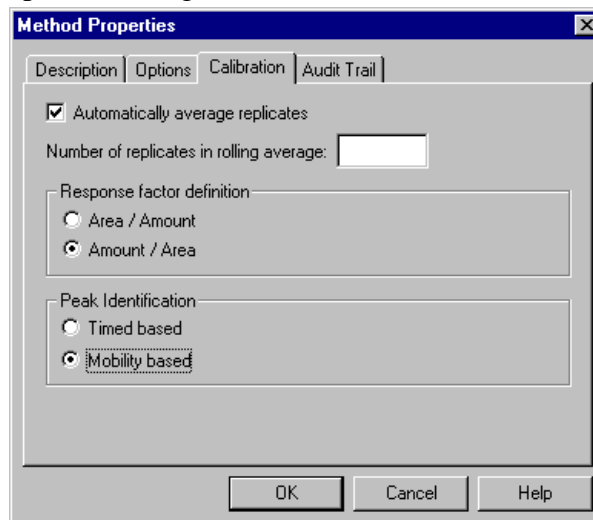 Method Properties
Description Options Calibration Audit Trail
Automatically average replicates
Number of replicates in rolling average:
Response factor definition
Area / Amount
Amount / Area
Peak Identification
Timed based
Mobility based
OK Cancel Help